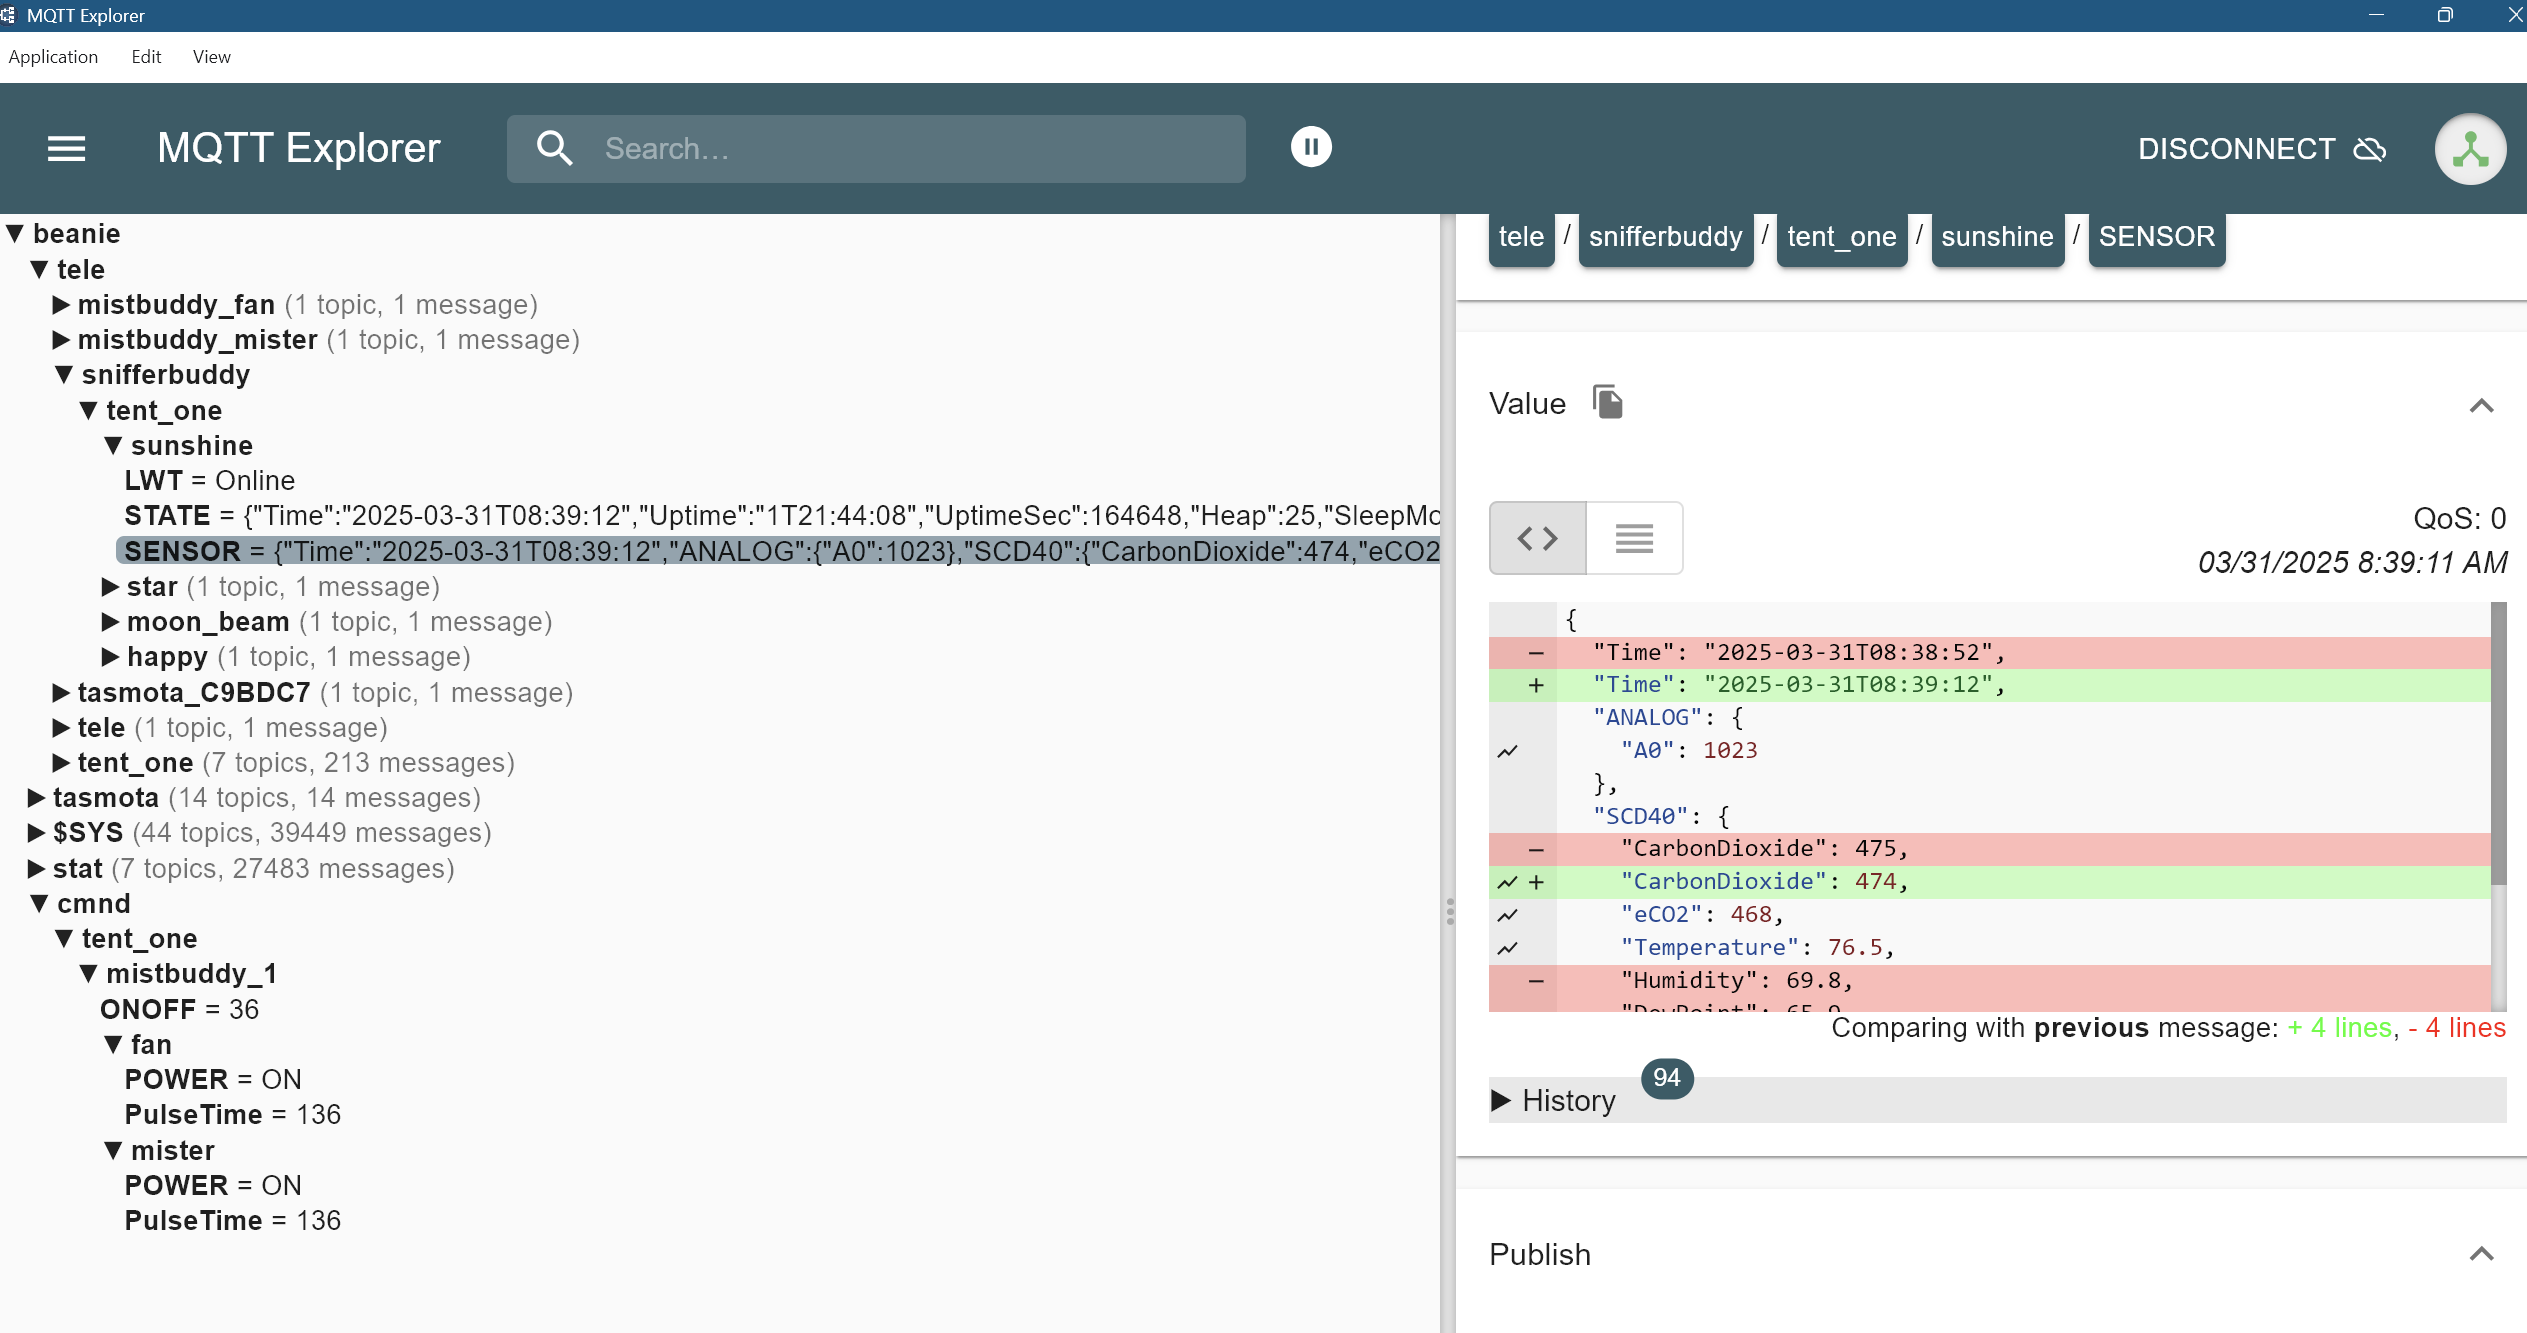 MQTT Explorer
Application Edit View
MQTT Explorer Search... DISCONNECT
▼ beanie
▼ tele
▶ mistbuddy_fan (1 topic, 1 message)
▶ mistbuddy_mister (1 topic, 1 message)
▼ snifferbuddy
▼ tent_one
▼ sunshine
LWT = Online
STATE = {"Time":"2025-03-31T08:39:12","Uptime":"1T21:44:08","UptimeSec":164648,"Heap":25,"SleepMo
SENSOR = {"Time":"2025-03-31T08:39:12","ANALOG":{"A0":1023},"SCD40":{"CarbonDioxide":474,"eCO2
▶ star (1 topic, 1 message)
▶ moon_beam (1 topic, 1 message)
▶ happy (1 topic, 1 message)
▶ tasmota_C9BDC7 (1 topic, 1 message)
▶ tele (1 topic, 1 message)
▶ tent_one (7 topics, 213 messages)
▶ tasmota (14 topics, 14 messages)
▶ $SYS (44 topics, 39449 messages)
▶ stat (7 topics, 27483 messages)
▼ cmnd
▼ tent_one
▼ mistbuddy_1
ONOFF = 36
▼ fan
POWER = ON
PulseTime = 136
▼ mister
POWER = ON
PulseTime = 136
tele / snifferbuddy / tent_one / sunshine / SENSOR
Value
QoS: 0
03/31/2025 8:39:11 AM
{
- "Time": "2025-03-31T08:38:52",
+ "Time": "2025-03-31T08:39:12",
"ANALOG": {
"A0": 1023
},
"SCD40": {
- "CarbonDioxide": 475,
+ "CarbonDioxide": 474,
"eCO2": 468,
"Temperature": 76.5,
- "Humidity": 69.8,
"DewPoint": 65.9
Comparing with previous message: + 4 lines, - 4 lines
▶ History 94
Publish